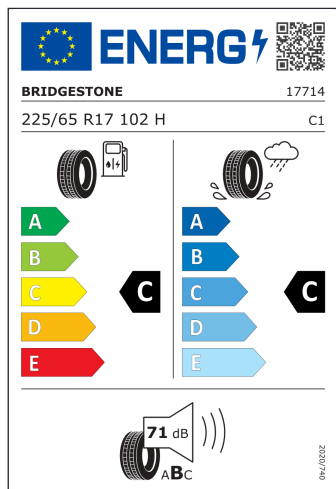 ENERG
BRIDGESTONE 17714
225/65 R17 102 H C1
A A
B B
C C C C
D D
E E
71 dB
ABC
2020/740